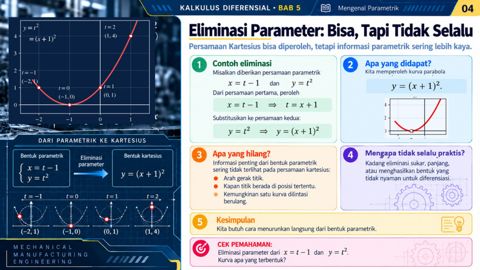 KALKULUS DIFERENSIAL • BAB 5
Mengenal Parametrik
04
Eliminasi Parameter: Bisa, Tapi Tidak Selalu
Persamaan Kartesius bisa diperoleh, tetapi informasi parametrik sering lebih kaya.
y = t²
= (x + 1)²
t = 2
(1, 4)
t = −1
(−2, 1)
t = 0
(−1, 0)
t = 1
(0, 1)
DARI PARAMETRIK KE KARTESIUS
Bentuk parametrik
x = t − 1
y = t²
Eliminasi
parameter
Bentuk kartesius
y = (x + 1)²
t = −1
t = 0
t = 1
t = 2
(−2, 1)
(−1, 0)
(0, 1)
(1, 4)
MECHANICAL
MANUFACTURING
ENGINEERING
1
Contoh eliminasi
Misalkan diberikan persamaan parametrik
x = t − 1 dan y = t²
Dari persamaan pertama, peroleh
x = t − 1 ⇒ t = x + 1
Substitusikan ke persamaan kedua:
y = t² ⇒ y = (x + 1)²
2
Apa yang didapat?
Kita memperoleh kurva parabola
y = (x + 1)².
3
Apa yang hilang?
Informasi penting dari bentuk parametrik
sering tidak terlihat pada persamaan kartesius:
• Arah gerak titik.
• Kapan titik berada di posisi tertentu.
• Kemungkinan satu kurva dilintasi
berulang.
4
Mengapa tidak selalu praktis?
Kadang eliminasi sukar, panjang,
atau menghasilkan bentuk yang
tidak nyaman untuk diferensiasi.
5
Kesimpulan
Kita butuh cara menurunkan langsung dari bentuk parametrik.
CEK PEMAHAMAN:
Eliminasi parameter dari x = t − 1 dan y = t².
Kurva apa yang terbentuk?